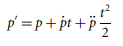 p′ = p + ṗt + p̈ t²/2